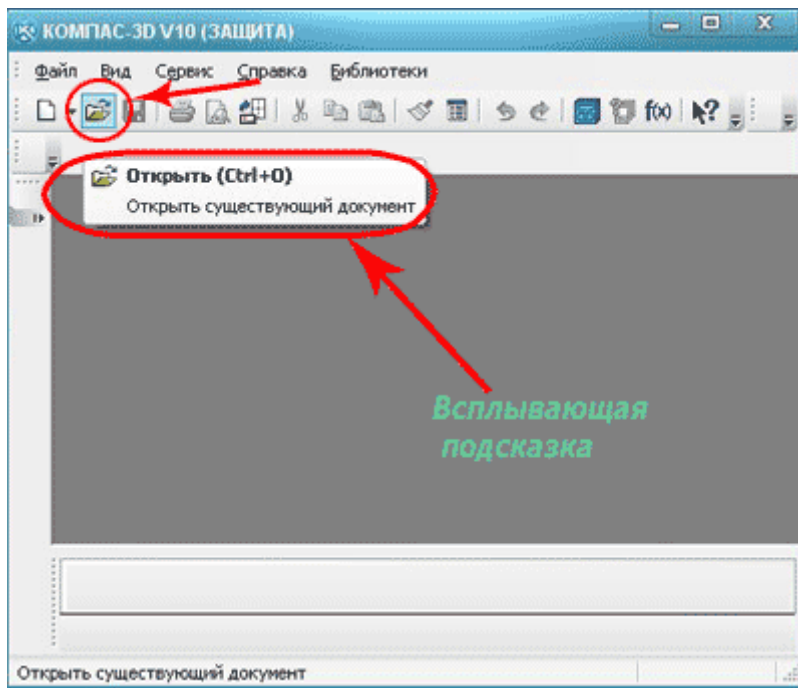 КОМПАС-3D V10 (ЗАЩИТА)
Файл Вид Сервис Справка Библиотеки
f(x) ?
Открыть (Ctrl+O)
Открыть существующий документ
Всплывающая
подсказка
Открыть существующий документ